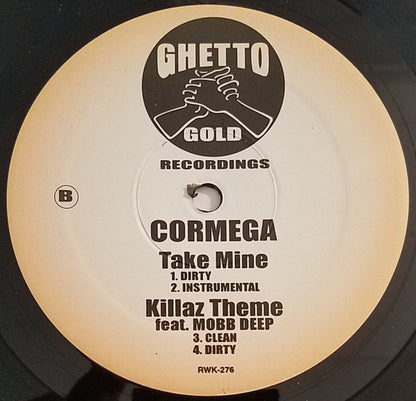 GHETTO
GOLD
RECORDINGS
B
CORMEGA
Take Mine
1. DIRTY
2. INSTRUMENTAL
Killaz Theme
feat. MOBB DEEP
3. CLEAN
4. DIRTY
RWK-276